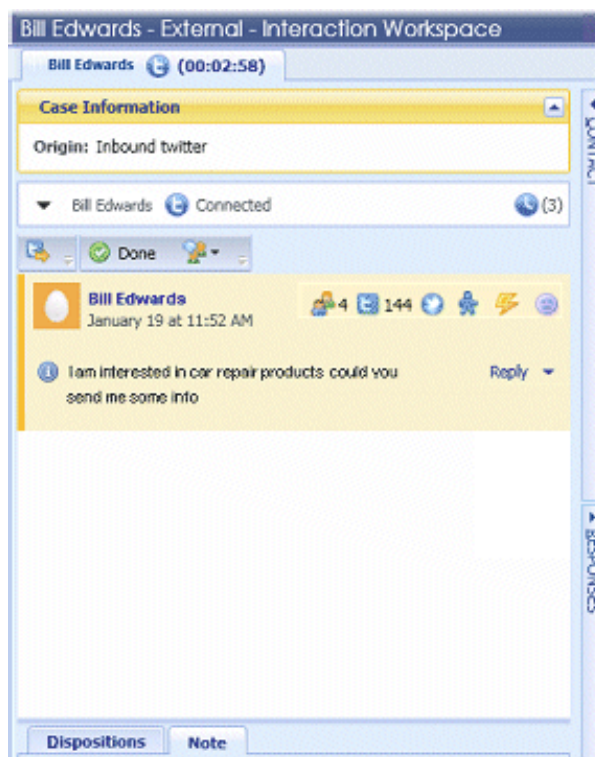 Bill Edwards - External - Interaction Workspace
Bill Edwards (00:02:58)
Case Information
Origin: Inbound twitter
Bill Edwards Connected (3)
Done
Bill Edwards 4 144
January 19 at 11:52 AM
I am interested in car repair products could you Reply
send me some info
Dispositions Note
CONTACT
RESPONSES